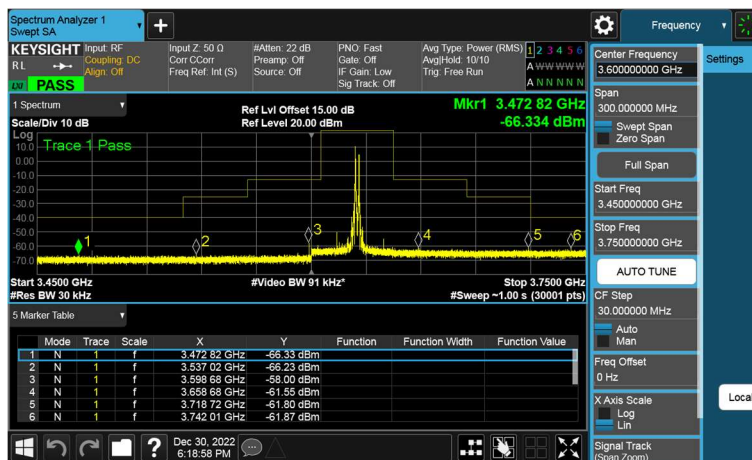 Spectrum Analyzer 1
Swept SA
Frequency
KEYSIGHT Input: RF
Input Z: 50 Ω
#Atten: 22 dB
PNO: Fast
Avg Type: Power (RMS) 1 2 3 4 5 6
R L
Coupling: DC
Corr CCorr
Preamp: Off
Gate: Off
Avg|Hold: 10/10
A W W W W W
Align: Off
Freq Ref: Int (S)
Source: Off
IF Gain: Low
Trig: Free Run
Sig Track: Off
A N N N N N
LXI PASS
1 Spectrum
Scale/Div 10 dB
Ref Lvl Offset 15.00 dB
Ref Level 20.00 dBm
Mkr1 3.472 82 GHz
-66.334 dBm
Log
Trace 1 Pass
10.0
0.00
-10.0
-20.0
-30.0
-40.0
-50.0
-60.0
-70.0
1
2
3
4
5
6
Start 3.4500 GHz
#Video BW 91 kHz*
Stop 3.7500 GHz
#Res BW 30 kHz
#Sweep ~1.00 s (30001 pts)
5 Marker Table
Mode Trace Scale X Y Function Function Width Function Value
1 N 1 f 3.472 82 GHz -66.33 dBm
2 N 1 f 3.537 02 GHz -66.23 dBm
3 N 1 f 3.598 68 GHz -58.00 dBm
4 N 1 f 3.658 68 GHz -61.55 dBm
5 N 1 f 3.718 72 GHz -61.80 dBm
6 N 1 f 3.742 01 GHz -61.87 dBm
Dec 30, 2022
6:18:58 PM
?
Center Frequency
3.600000000 GHz
Settings
Span
300.000000 MHz
Swept Span
Zero Span
Full Span
Start Freq
3.450000000 GHz
Stop Freq
3.750000000 GHz
AUTO TUNE
CF Step
30.000000 MHz
Auto
Man
Freq Offset
0 Hz
X Axis Scale
Log
Lin
Local
Signal Track
(Span Zoom)